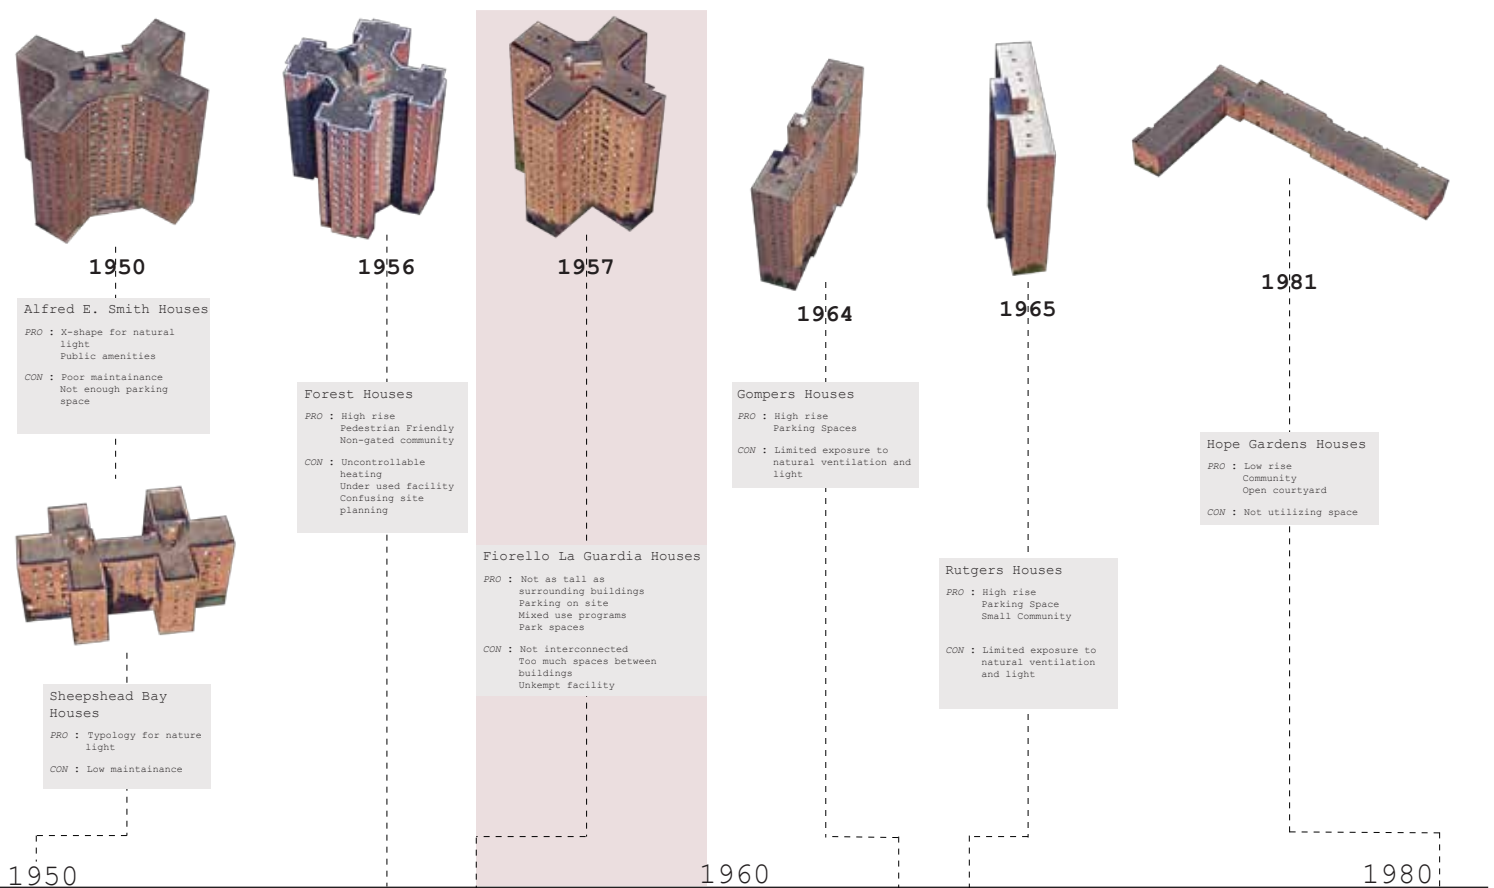 1950
Alfred E. Smith Houses
PRO : X-shape for natural
light
Public amenities
CON : Poor maintainance
Not enough parking
space
Sheepshead Bay
Houses
PRO : Typology for nature
light
CON : Low maintainance
1956
Forest Houses
PRO : High rise
Pedestrian Friendly
Non-gated community
CON : Uncontrollable
heating
Under used facility
Confusing site
planning
1957
Fiorello La Guardia Houses
PRO : Not as tall as
surrounding buildings
Parking on site
Mixed use programs
Park spaces
CON : Not interconnected
Too much spaces between
buildings
Unkempt facility
1964
Gompers Houses
PRO : High rise
Parking Spaces
CON : Limited exposure to
natural ventilation and
light
1965
Rutgers Houses
PRO : High rise
Parking Space
Small Community
CON : Limited exposure to
natural ventilation
and light
1981
Hope Gardens Houses
PRO : Low rise
Community
Open courtyard
CON : Not utilizing space
1950
1960
1980